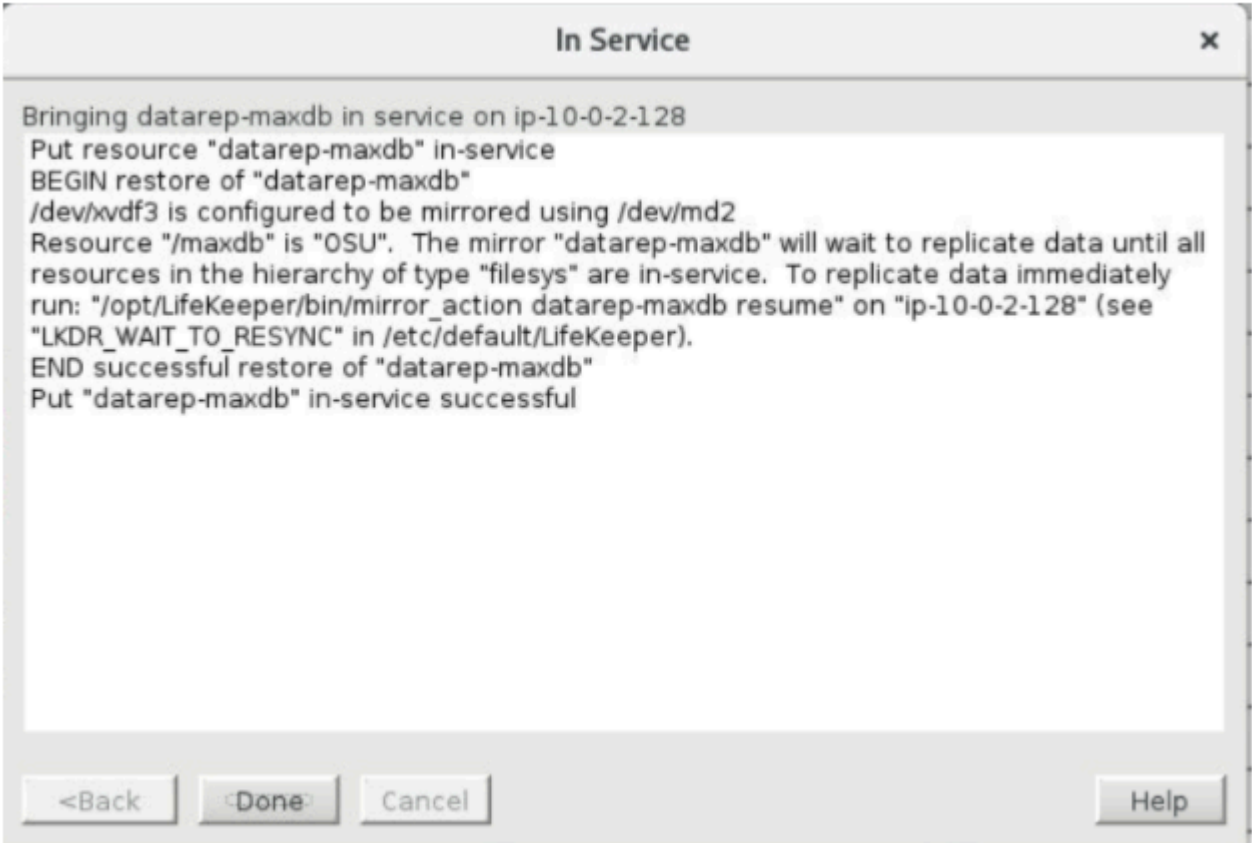 In Service
×
Bringing datarep-maxdb in service on ip-10-0-2-128
Put resource "datarep-maxdb" in-service
BEGIN restore of "datarep-maxdb"
/dev/xvdf3 is configured to be mirrored using /dev/md2
Resource "/maxdb" is "OSU".  The mirror "datarep-maxdb" will wait to replicate data until all
resources in the hierarchy of type "filesys" are in-service.  To replicate data immediately
run: "/opt/LifeKeeper/bin/mirror_action datarep-maxdb resume" on "ip-10-0-2-128" (see
"LKDR_WAIT_TO_RESYNC" in /etc/default/LifeKeeper).
END successful restore of "datarep-maxdb"
Put "datarep-maxdb" in-service successful
<Back Done Cancel Help